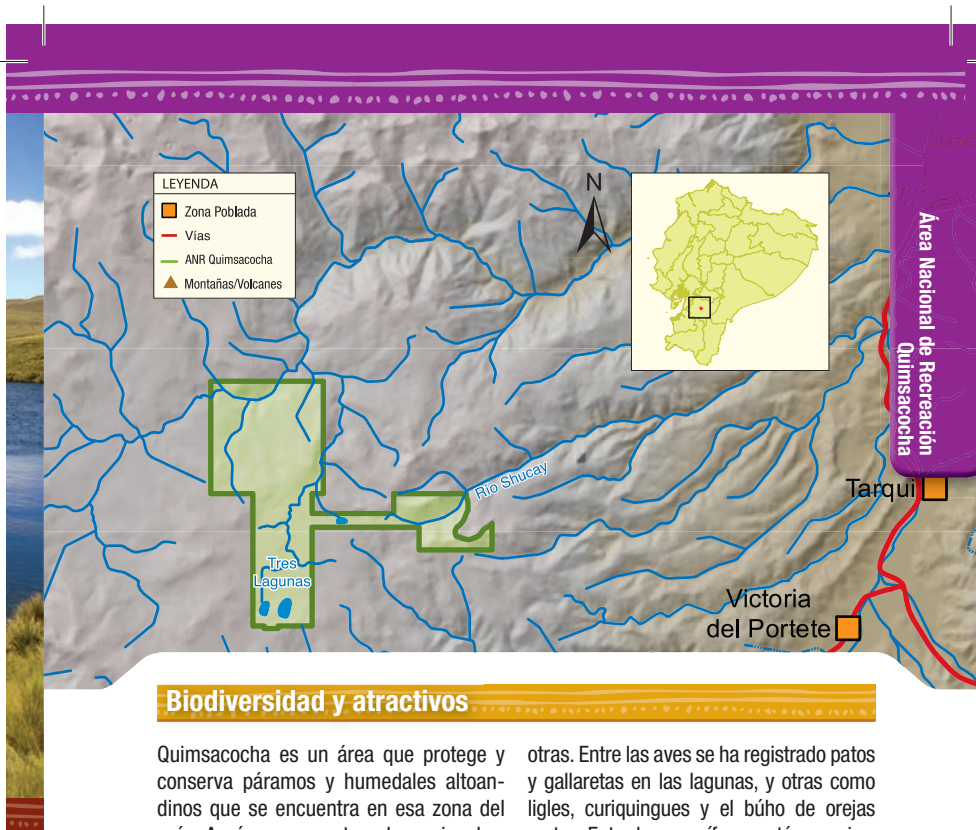 LEYENDA
Zona Poblada
Vías
ANR Quimsacocha
Montañas/Volcanes
N
Área Nacional de Recreación
Quimsacocha
Río Shucay
Tarqui
Tres
Lagunas
Victoria
del Portete
Biodiversidad y atractivos
Quimsacocha es un área que protege y
conserva páramos y humedales altoan-
dinos que se encuentra en esa zona del
otras. Entre las aves se ha registrado patos
y gallaretas en las lagunas, y otras como
ligles, curiquingues y el búho de orejas